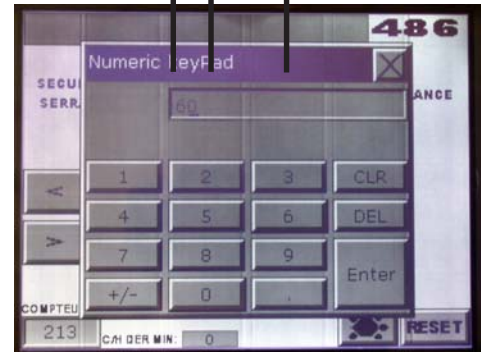 486
Numeric keyPad
SECU
SERR
ANCE
60
1 2 3 CLR
< 4 5 6 DEL
> 7 8 9 Enter
+/- 0 .
COMPTEU
213 C/H DER MIN: 0 RESET